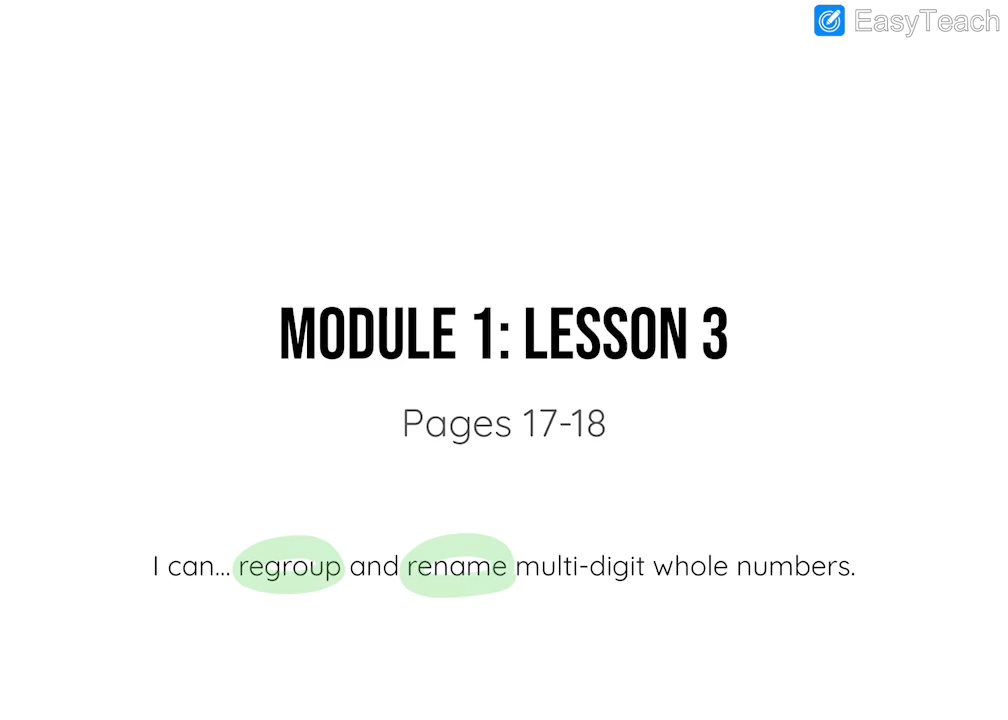 EasyTeach
MODULE 1: LESSON 3
Pages 17-18
I can... regroup and rename multi-digit whole numbers.